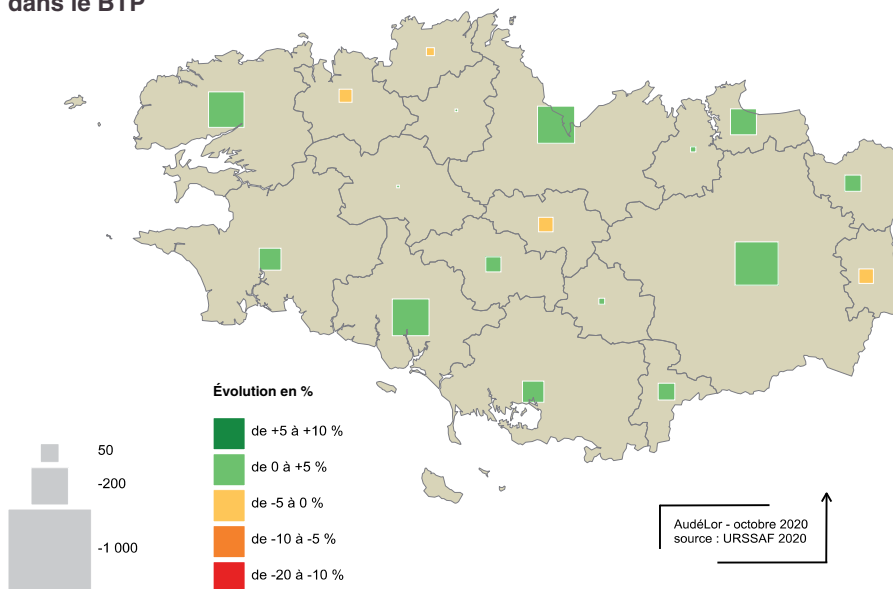 dans le BTP
Évolution en %
de +5 à +10 %
de 0 à +5 %
de -5 à 0 %
de -10 à -5 %
de -20 à -10 %
50
-200
-1 000
AudéLor - octobre 2020
source : URSSAF 2020